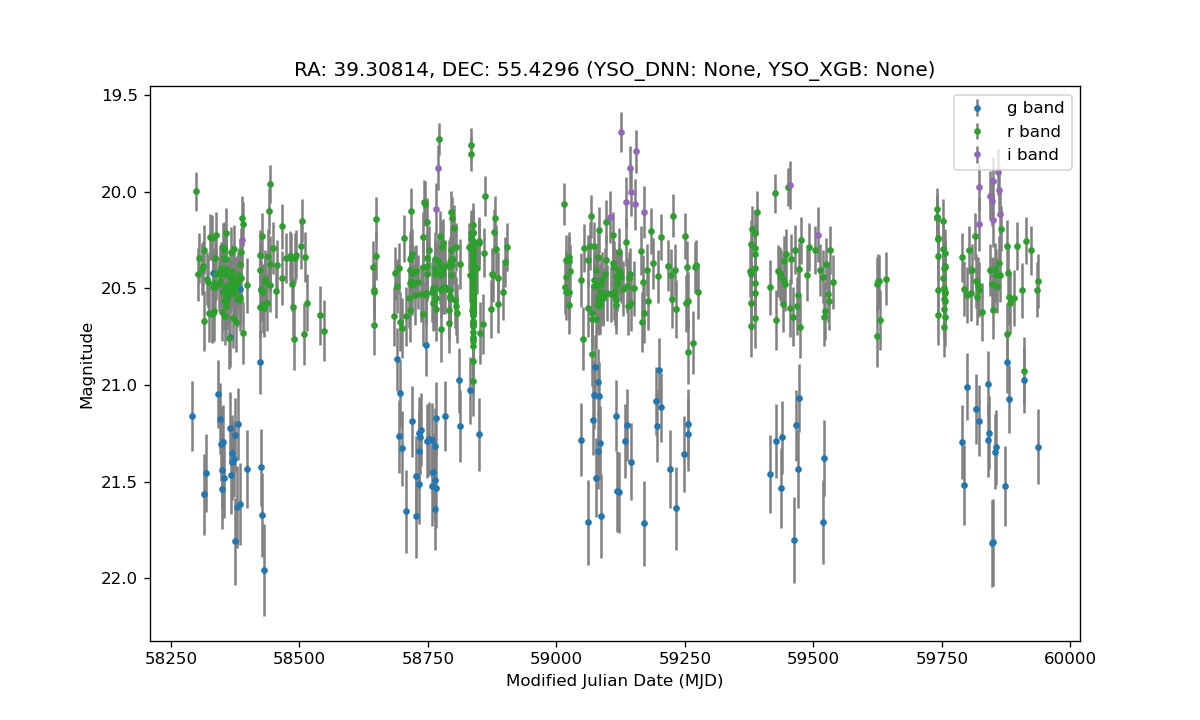 RA: 39.30814, DEC: 55.4296 (YSO_DNN: None, YSO_XGB: None)
g band
r band
i band
Magnitude
19.5
20.0
20.5
21.0
21.5
22.0
58250 58500 58750 59000 59250 59500 59750 60000
Modified Julian Date (MJD)